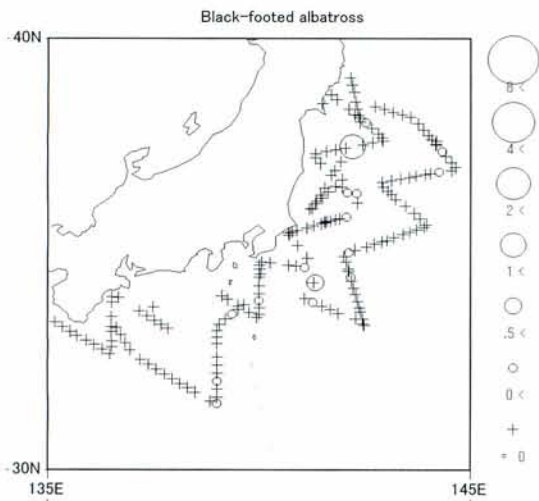 Black-footed albatross
40N
8 <
4 <
2 <
1 <
.5 <
0 <
= 0
30N
135E
145E